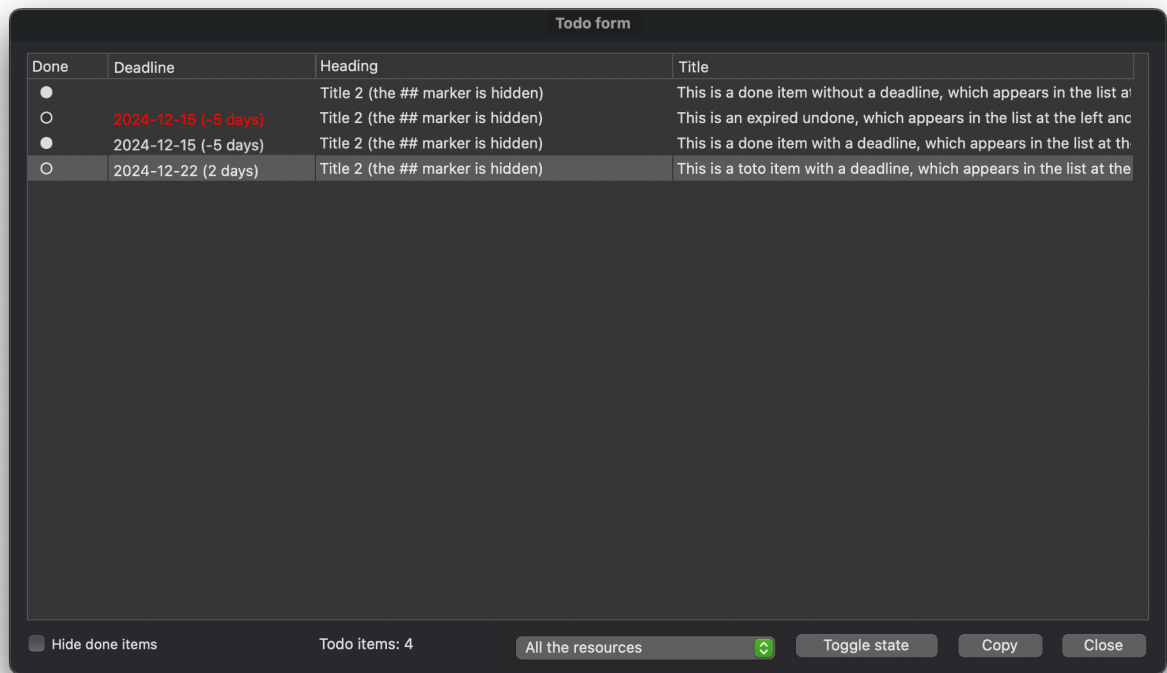 Todo form
Done Deadline Heading Title
Title 2 (the ## marker is hidden) This is a done item without a deadline, which appears in the list at
2024-12-15 (-5 days) Title 2 (the ## marker is hidden) This is an expired undone, which appears in the list at the left and
2024-12-15 (-5 days) Title 2 (the ## marker is hidden) This is a done item with a deadline, which appears in the list at th
2024-12-22 (2 days) Title 2 (the ## marker is hidden) This is a toto item with a deadline, which appears in the list at the
Hide done items Todo items: 4 All the resources Toggle state Copy Close